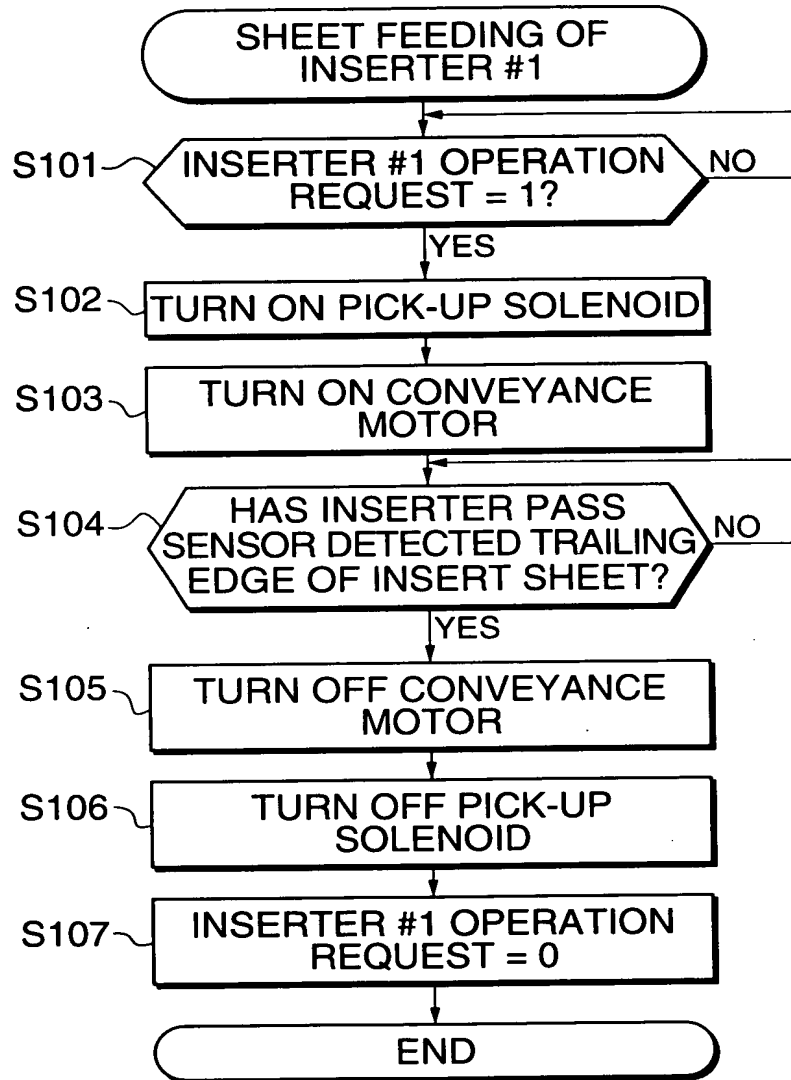 SHEET FEEDING OF
INSERTER #1
S101
INSERTER #1 OPERATION
REQUEST = 1?
NO
YES
S102
TURN ON PICK-UP SOLENOID
S103
TURN ON CONVEYANCE
MOTOR
S104
HAS INSERTER PASS
SENSOR DETECTED TRAILING
EDGE OF INSERT SHEET?
NO
YES
S105
TURN OFF CONVEYANCE
MOTOR
S106
TURN OFF PICK-UP
SOLENOID
S107
INSERTER #1 OPERATION
REQUEST = 0
END